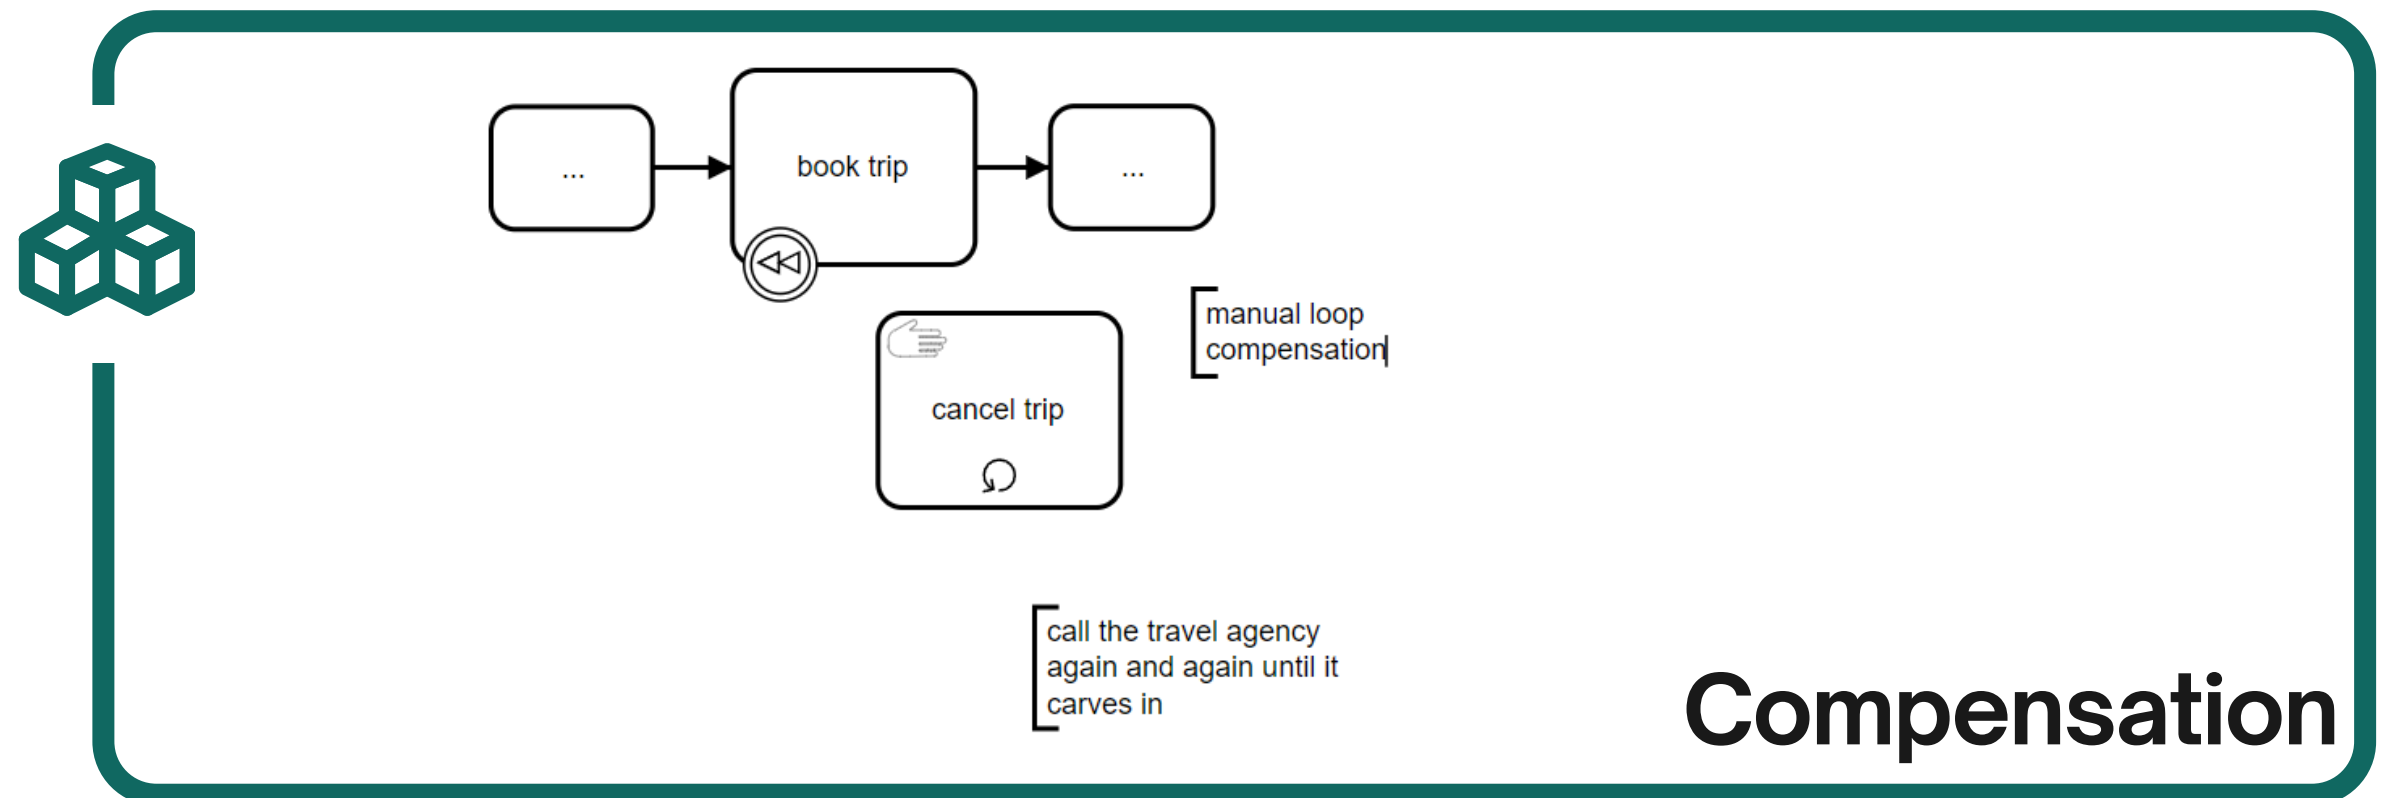 ...
book trip
...
manual loop
compensation
cancel trip
call the travel agency
again and again until it
carves in
Compensation